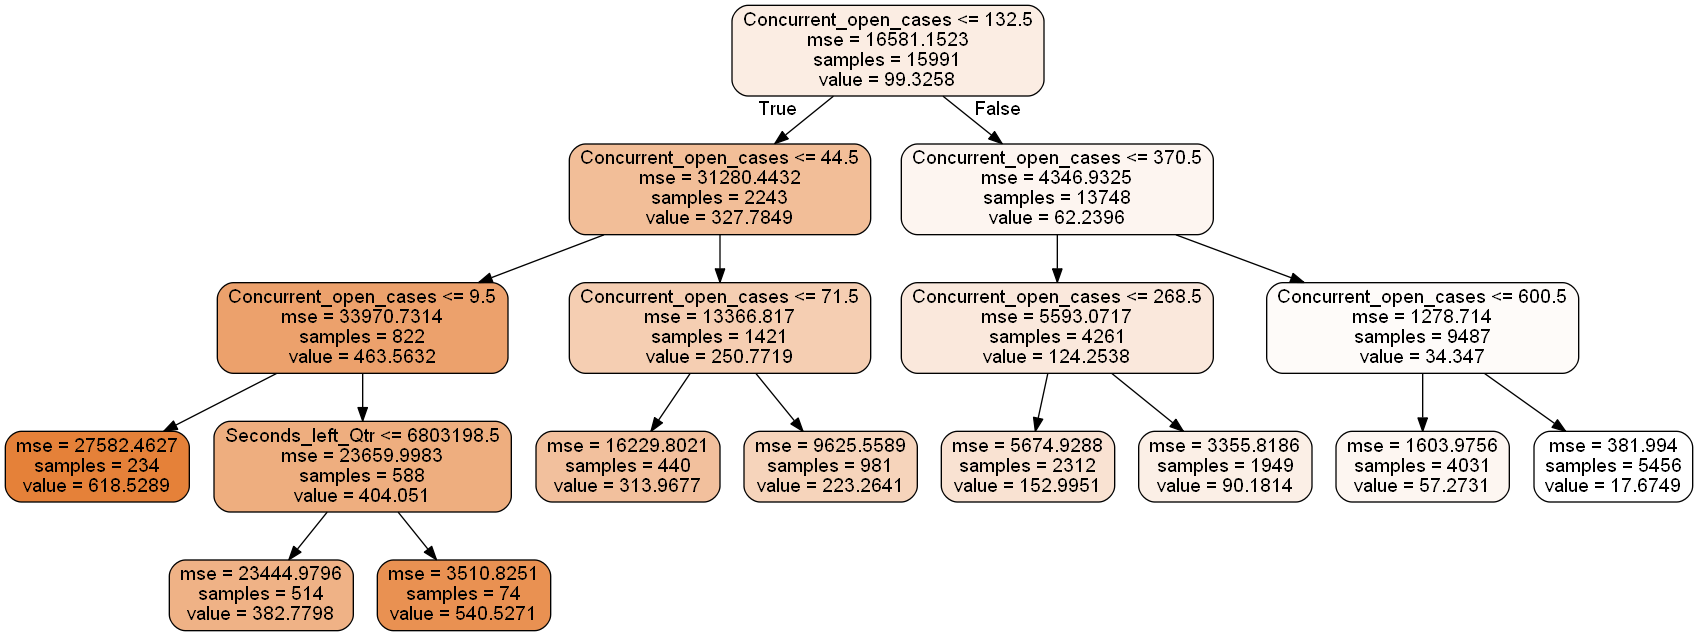 Concurrent_open_cases <= 132.5
mse = 16581.1523
samples = 15991
value = 99.3258
True
False
Concurrent_open_cases <= 44.5
mse = 31280.4432
samples = 2243
value = 327.7849
Concurrent_open_cases <= 370.5
mse = 4346.9325
samples = 13748
value = 62.2396
Concurrent_open_cases <= 9.5
mse = 33970.7314
samples = 822
value = 463.5632
Concurrent_open_cases <= 71.5
mse = 13366.817
samples = 1421
value = 250.7719
Concurrent_open_cases <= 268.5
mse = 5593.0717
samples = 4261
value = 124.2538
Concurrent_open_cases <= 600.5
mse = 1278.714
samples = 9487
value = 34.347
mse = 27582.4627
samples = 234
value = 618.5289
Seconds_left_Qtr <= 6803198.5
mse = 23659.9983
samples = 588
value = 404.051
mse = 16229.8021
samples = 440
value = 313.9677
mse = 9625.5589
samples = 981
value = 223.2641
mse = 5674.9288
samples = 2312
value = 152.9951
mse = 3355.8186
samples = 1949
value = 90.1814
mse = 1603.9756
samples = 4031
value = 57.2731
mse = 381.994
samples = 5456
value = 17.6749
mse = 23444.9796
samples = 514
value = 382.7798
mse = 3510.8251
samples = 74
value = 540.5271